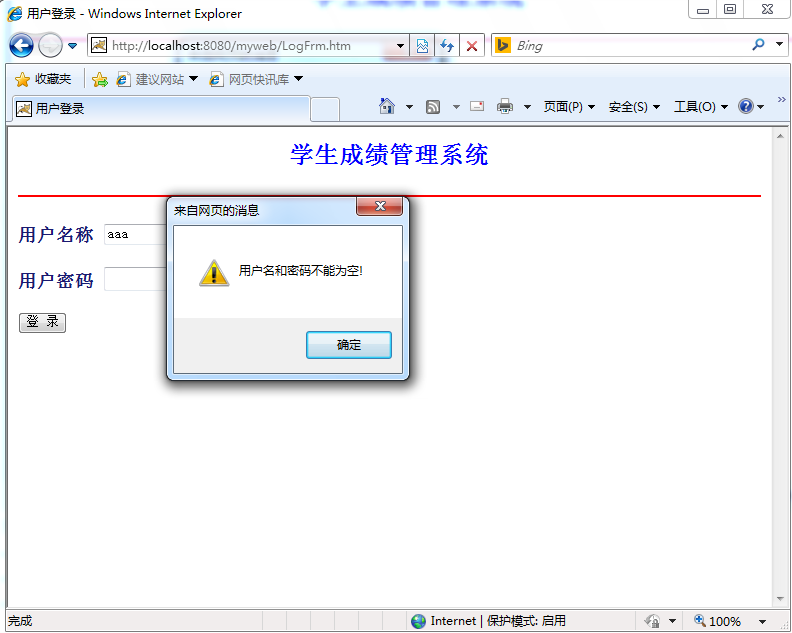 用户登录 - Windows Internet Explorer
http://localhost:8080/myweb/LogFrm.htm
Bing
收藏夹
建议网站
网页快讯库
用户登录
页面(P)
安全(S)
工具(O)
»
学生成绩管理系统
来自网页的消息
用户名称 aaa
用户名和密码不能为空!
用户密码
登 录
确定
完成
Internet | 保护模式: 启用
100%